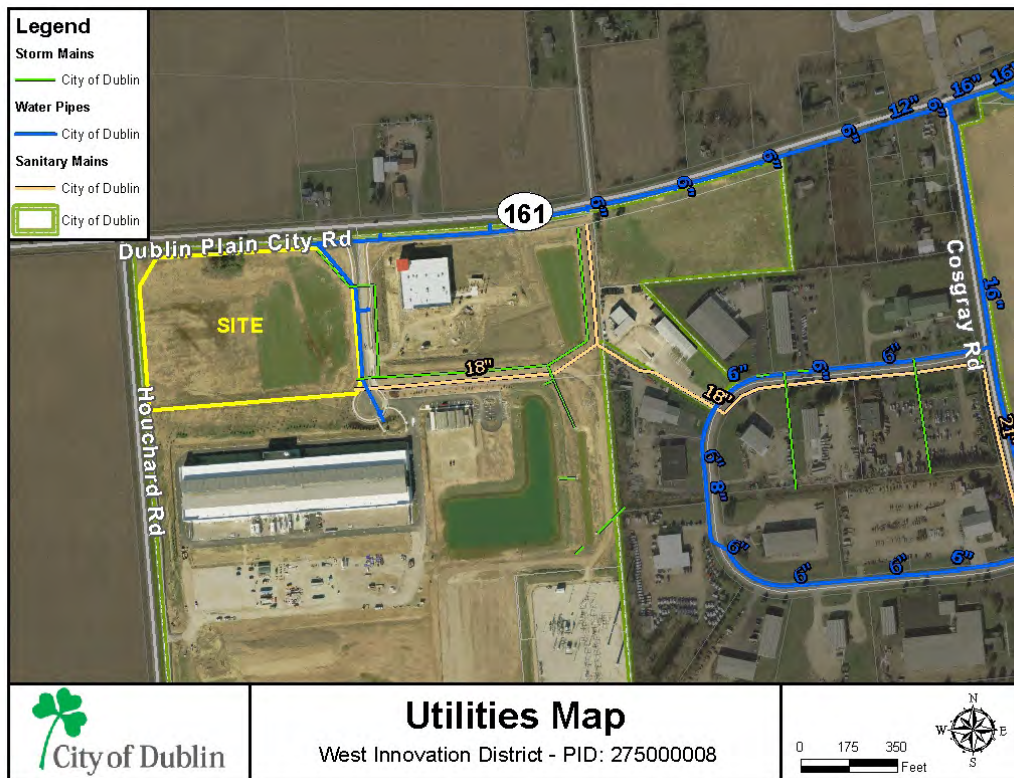 Legend
Storm Mains
City of Dublin
Water Pipes
City of Dublin
Sanitary Mains
City of Dublin
City of Dublin
16"
16"
12"
6"
6"
6"
6"
6"
161
Dublin Plain City Rd
SITE
Cosgray Rd
16"
18"
6"
6"
6"
18"
Houchard Rd
21"
6"
8"
6"
6"
6"
6"
City of Dublin
Utilities Map
West Innovation District - PID: 275000008
0 175 350
Feet
N
W E
S